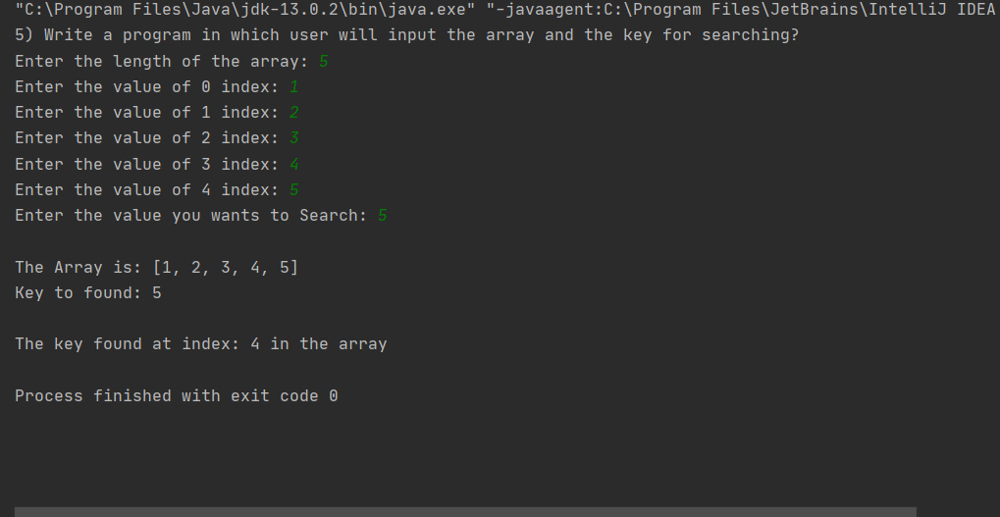 "C:\Program Files\Java\jdk-13.0.2\bin\java.exe" "-javaagent:C:\Program Files\JetBrains\IntelliJ IDEA
5) Write a program in which user will input the array and the key for searching?
Enter the length of the array: 5
Enter the value of 0 index: 1
Enter the value of 1 index: 2
Enter the value of 2 index: 3
Enter the value of 3 index: 4
Enter the value of 4 index: 5
Enter the value you wants to Search: 5
The Array is: [1, 2, 3, 4, 5]
Key to found: 5
The key found at index: 4 in the array
Process finished with exit code 0